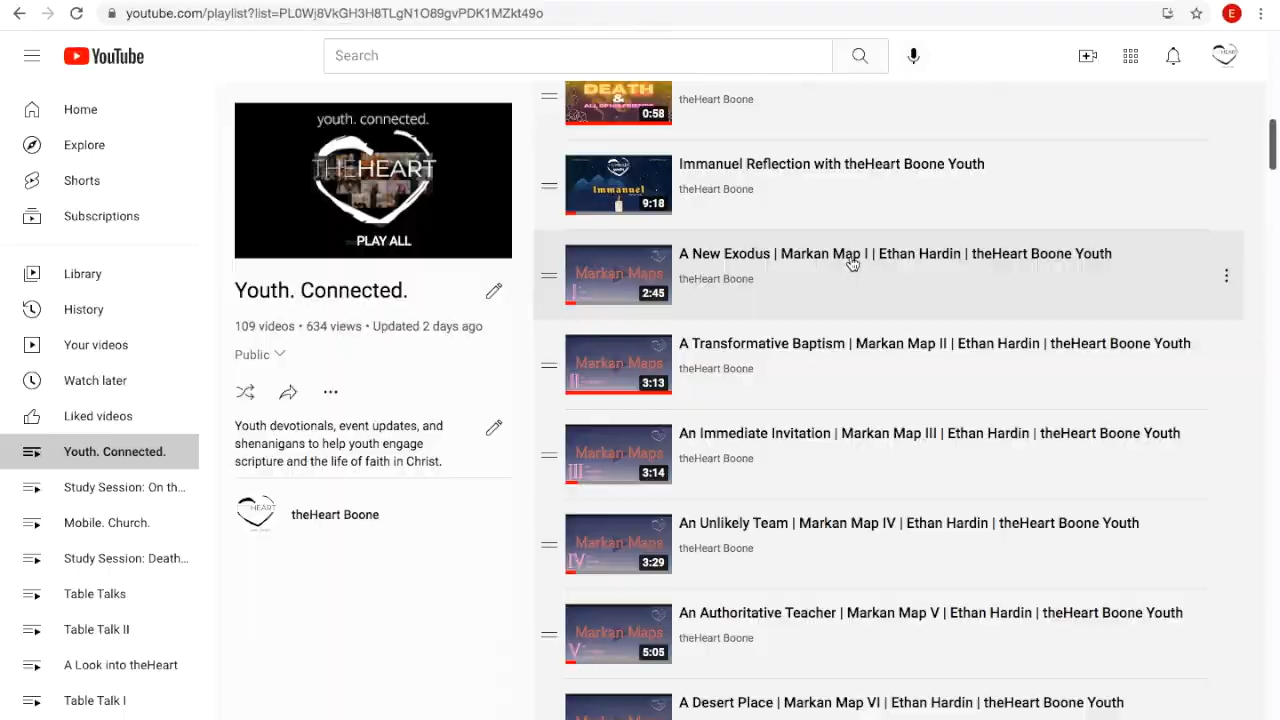 youtube.com/playlist?list=PL0Wj8VkGH3H8TLgN1O89gvPDK1MZkt49o
E
YouTube
Search
Home
Explore
Shorts
Subscriptions
Library
History
Your videos
Watch later
Liked videos
Youth. Connected.
Study Session: On th...
Mobile. Church.
Study Session: Death...
Table Talks
Table Talk II
A Look into theHeart
Table Talk I
youth. connected.
THEHEART
PLAY ALL
Youth. Connected.
109 videos • 634 views • Updated 2 days ago
Public
Youth devotionals, event updates, and
shenanigans to help youth engage
scripture and the life of faith in Christ.
theHeart Boone
DEATH
&
0:58
theHeart Boone
Immanuel
9:18
Immanuel Reflection with theHeart Boone Youth
theHeart Boone
Markan Maps
I
2:45
A New Exodus | Markan Map I | Ethan Hardin | theHeart Boone Youth
theHeart Boone
Markan Maps
II
3:13
A Transformative Baptism | Markan Map II | Ethan Hardin | theHeart Boone Youth
theHeart Boone
Markan Maps
III
3:14
An Immediate Invitation | Markan Map III | Ethan Hardin | theHeart Boone Youth
theHeart Boone
Markan Maps
IV
3:29
An Unlikely Team | Markan Map IV | Ethan Hardin | theHeart Boone Youth
theHeart Boone
Markan Maps
V
5:05
An Authoritative Teacher | Markan Map V | Ethan Hardin | theHeart Boone Youth
theHeart Boone
A Desert Place | Markan Map VI | Ethan Hardin | theHeart Boone Youth